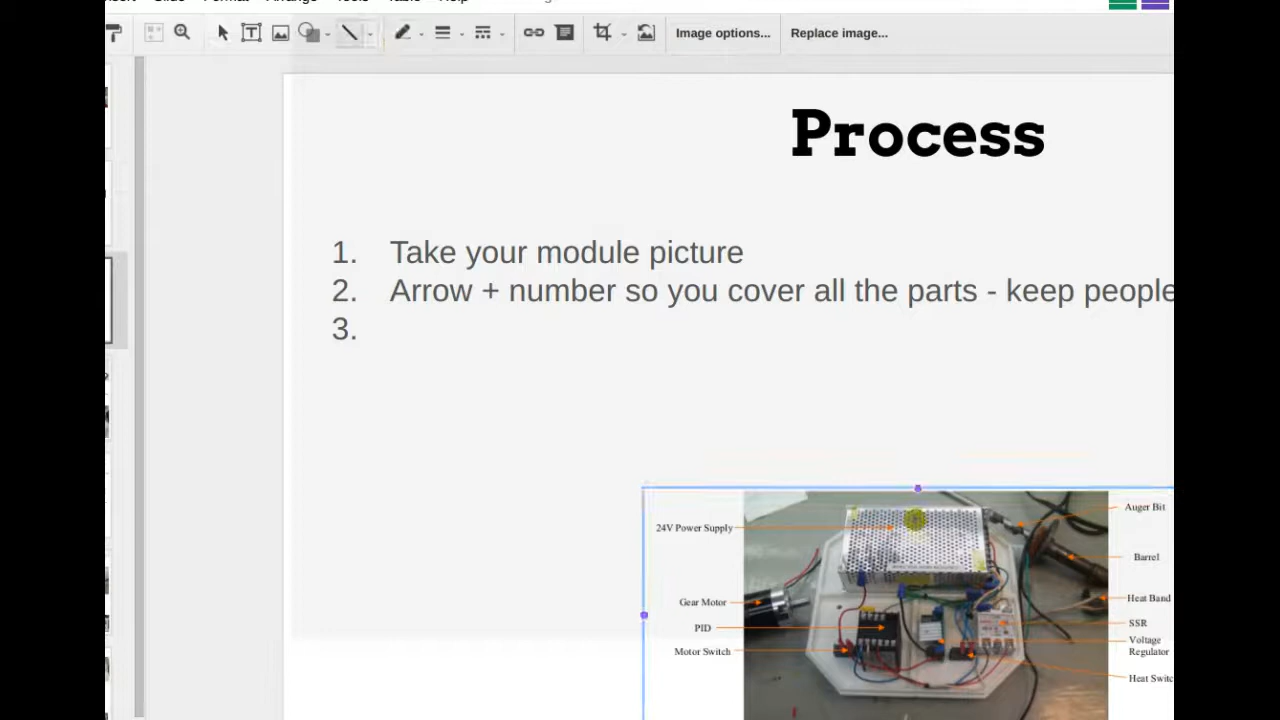 Image options...
Replace image...
Process
1. Take your module picture
2. Arrow + number so you cover all the parts - keep people
3.
24V Power Supply
Auger Bit
Barrel
Gear Motor
Heat Band
PID
SSR
Motor Switch
Voltage
Regulator
Heat